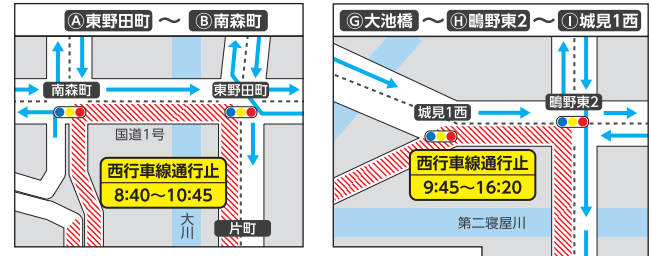 Ⓐ東野田町 〜 Ⓑ南森町
南森町
東野田町
国道1号
西行車線通行止
8:40〜10:45
大川
片町
Ⓖ大池橋 〜 Ⓗ鴫野東2 〜 Ⓘ城見1西
城見1西
鴫野東2
西行車線通行止
9:45〜16:20
第二寝屋川